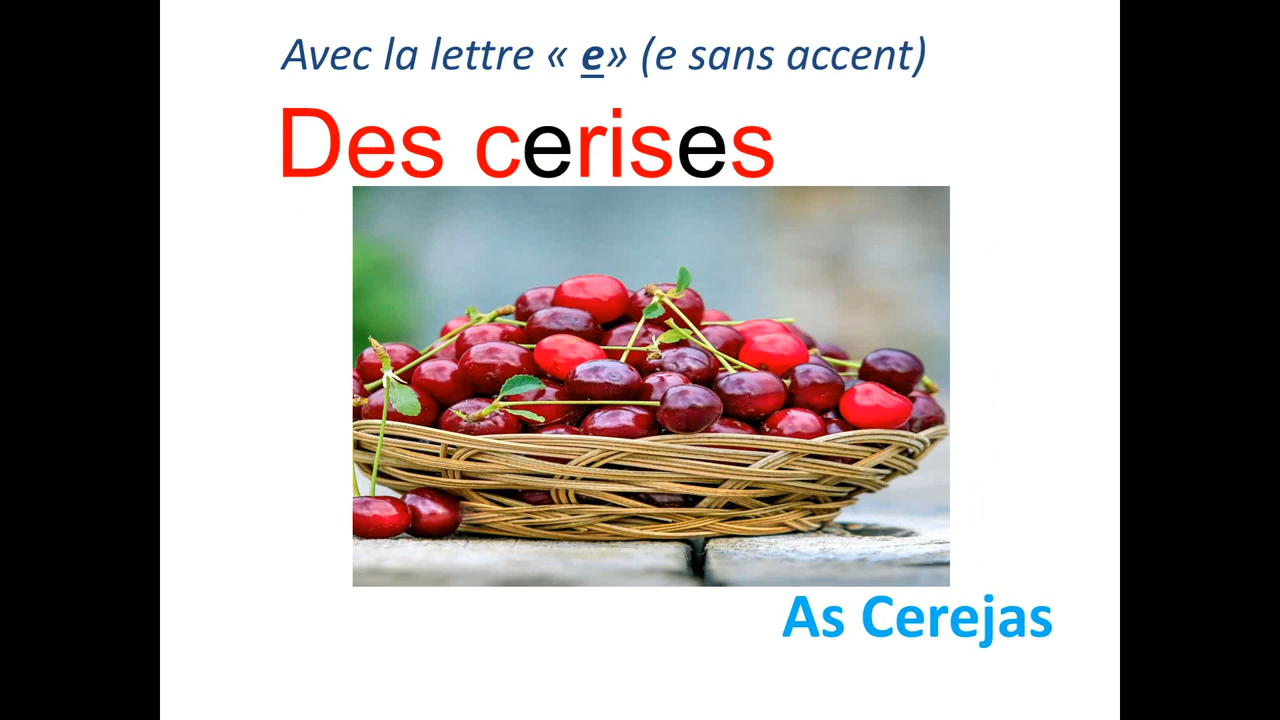 Avec la lettre « e» (e sans accent)
Des cerises
As Cerejas